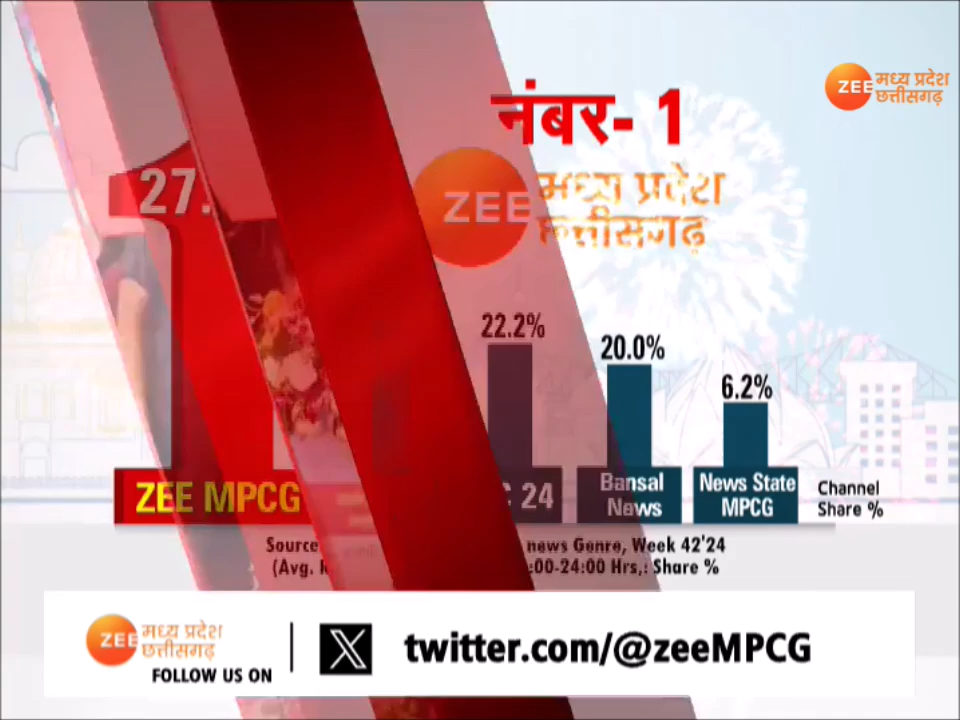 ZEE मध्य प्रदेश
छत्तीसगढ़
नंबर- 1
ZEE मध्य प्रदेश
छत्तीसगढ़
27.
22.2%
20.0%
6.2%
ZEE MPCG
24
Bansal
News
News State
MPCG
Channel
Share %
Source news Genre, Week 42'24
(Avg. :00-24:00 Hrs,: Share %
ZEE मध्य प्रदेश
छत्तीसगढ़
FOLLOW US ON
X
twitter.com/@zeeMPCG